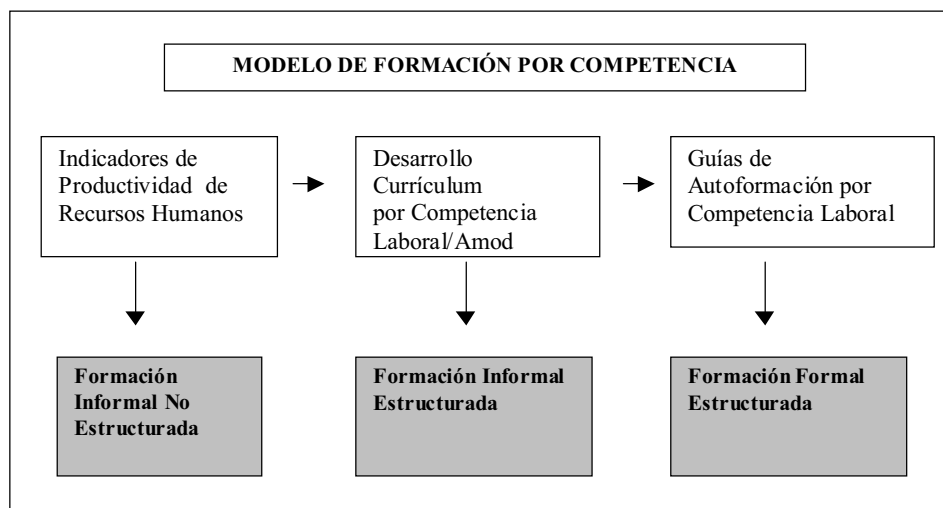 MODELO DE FORMACIÓN POR COMPETENCIA
Indicadores de
Productividad de
Recursos Humanos
Desarrollo
Currículum
por Competencia
Laboral/Amod
Guías de
Autoformación por
Competencia Laboral
Formación
Informal No
Estructurada
Formación Informal
Estructurada
Formación Formal
Estructurada